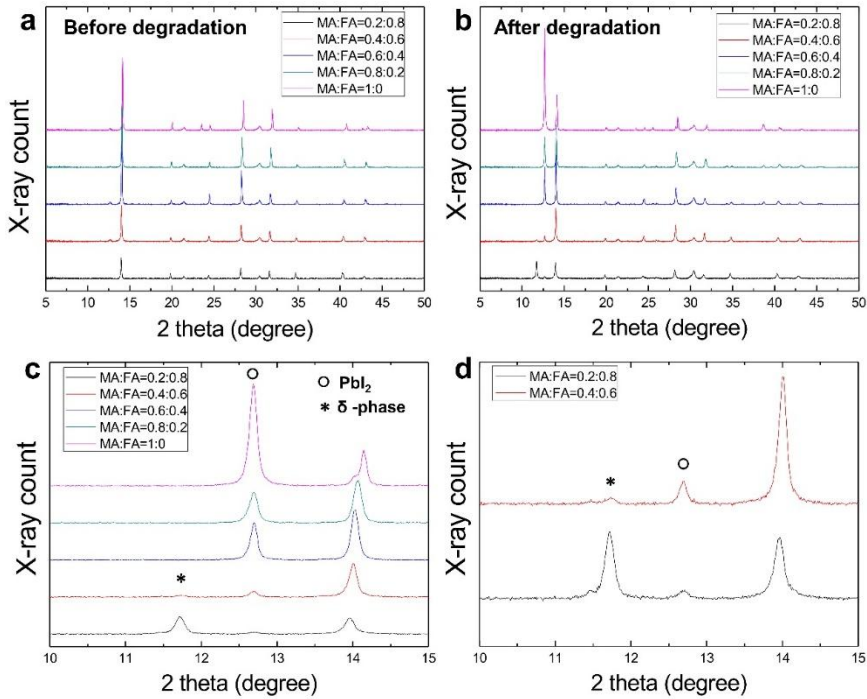 a
Before degradation
MA:FA=0.2:0.8
MA:FA=0.4:0.6
MA:FA=0.6:0.4
MA:FA=0.8:0.2
MA:FA=1:0
X-ray count
5 10 15 20 25 30 35 40 45 50
2 theta (degree)
b
After degradation
MA:FA=0.2:0.8
MA:FA=0.4:0.6
MA:FA=0.6:0.4
MA:FA=0.8:0.2
MA:FA=1:0
X-ray count
5 10 15 20 25 30 35 40 45 50
2 theta (degree)
c
MA:FA=0.2:0.8
MA:FA=0.4:0.6
MA:FA=0.6:0.4
MA:FA=0.8:0.2
MA:FA=1:0
O PbI₂
* δ -phase
O
*
X-ray count
10 11 12 13 14 15
2 theta (degree)
d
MA:FA=0.2:0.8
MA:FA=0.4:0.6
O
*
X-ray count
10 11 12 13 14 15
2 theta (degree)